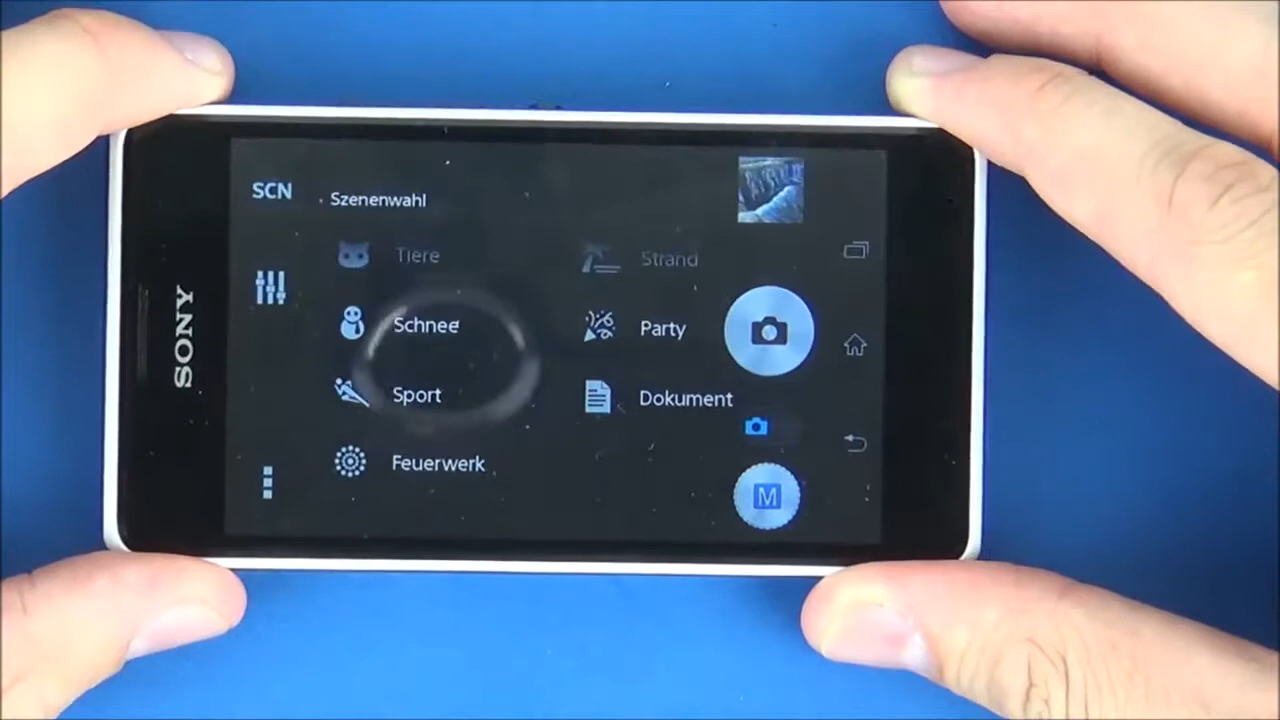 SONY
SCN
Szenenwahl
Tiere
Strand
Schnee
Party
Sport
Dokument
Feuerwerk
M